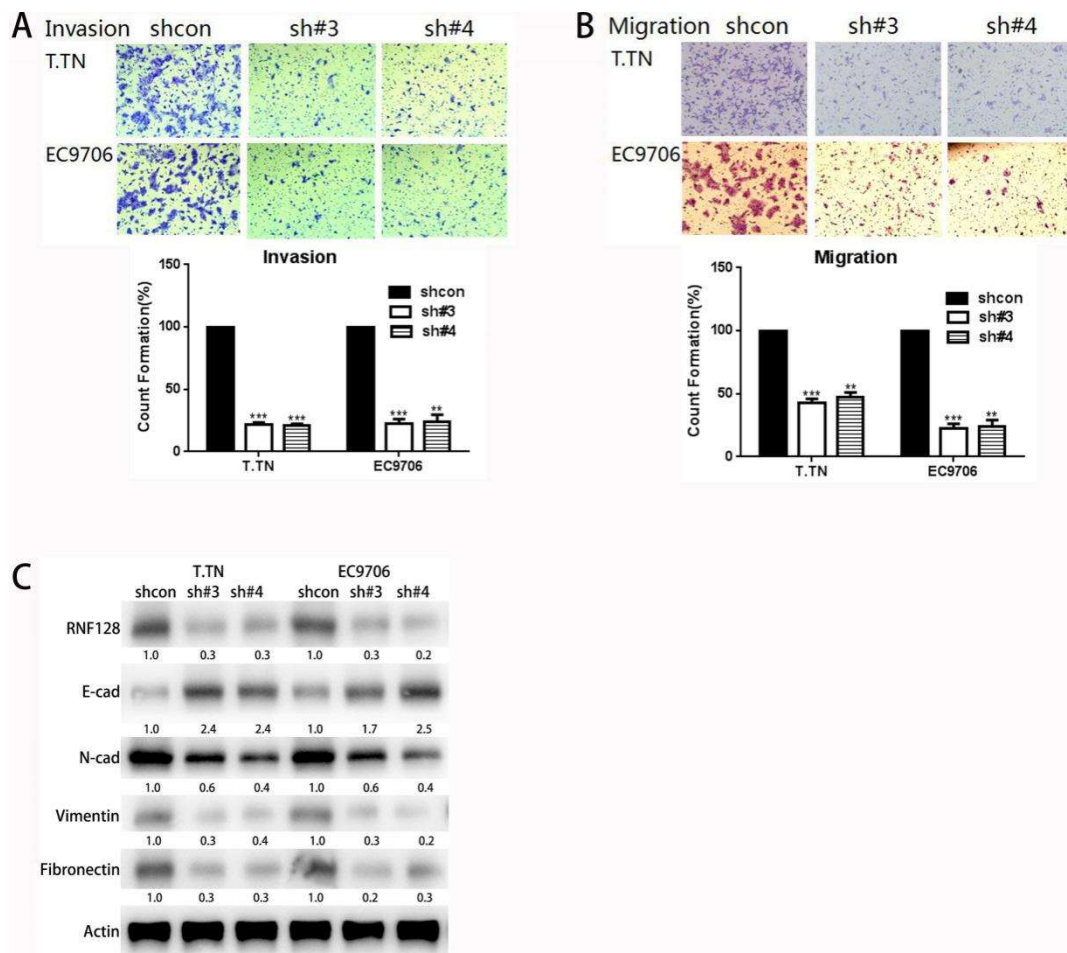 A Invasion shcon sh#3 sh#4
T.TN
EC9706
Invasion
150
100
50
0
Count Formation(%)
shcon
sh#3
sh#4
*** ***
*** **
T.TN EC9706
B Migration shcon sh#3 sh#4
T.TN
EC9706
Migration
150
100
50
0
Count Formation(%)
shcon
sh#3
sh#4
*** **
*** **
T.TN EC9706
C T.TN EC9706
shcon sh#3 sh#4 shcon sh#3 sh#4
RNF128
1.0 0.3 0.3 1.0 0.3 0.2
E-cad
1.0 2.4 2.4 1.0 1.7 2.5
N-cad
1.0 0.6 0.4 1.0 0.6 0.4
Vimentin
1.0 0.3 0.4 1.0 0.3 0.2
Fibronectin
1.0 0.3 0.3 1.0 0.2 0.3
Actin